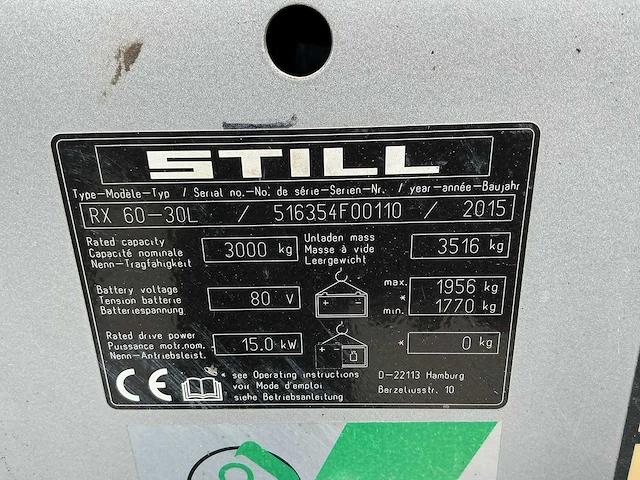 STILL
Type-Modèle-Typ / Serial no.-No. de série-Serien-Nr. / year-année-Baujahr
RX 60-30L / 516354F00110 / 2015
Rated capacity
Capacité nominale
Nenn-Tragfähigkeit
3000 kg
Unladen mass
Masse à vide
Leergewicht
3516 kg
Battery voltage
Tension batterie
Batteriespannung
80 V
+ -
max. 1956 kg
*
min. 1770 kg
Rated drive power
Puissance motr.nom.
Nenn-Antriebsleist.
15.0 kW
+ -
* 0 kg
CE
* see Operating instructions
voir Mode d'emploi
siehe Betriebsanleitung
D-22113 Hamburg
Berzeliusstr. 10